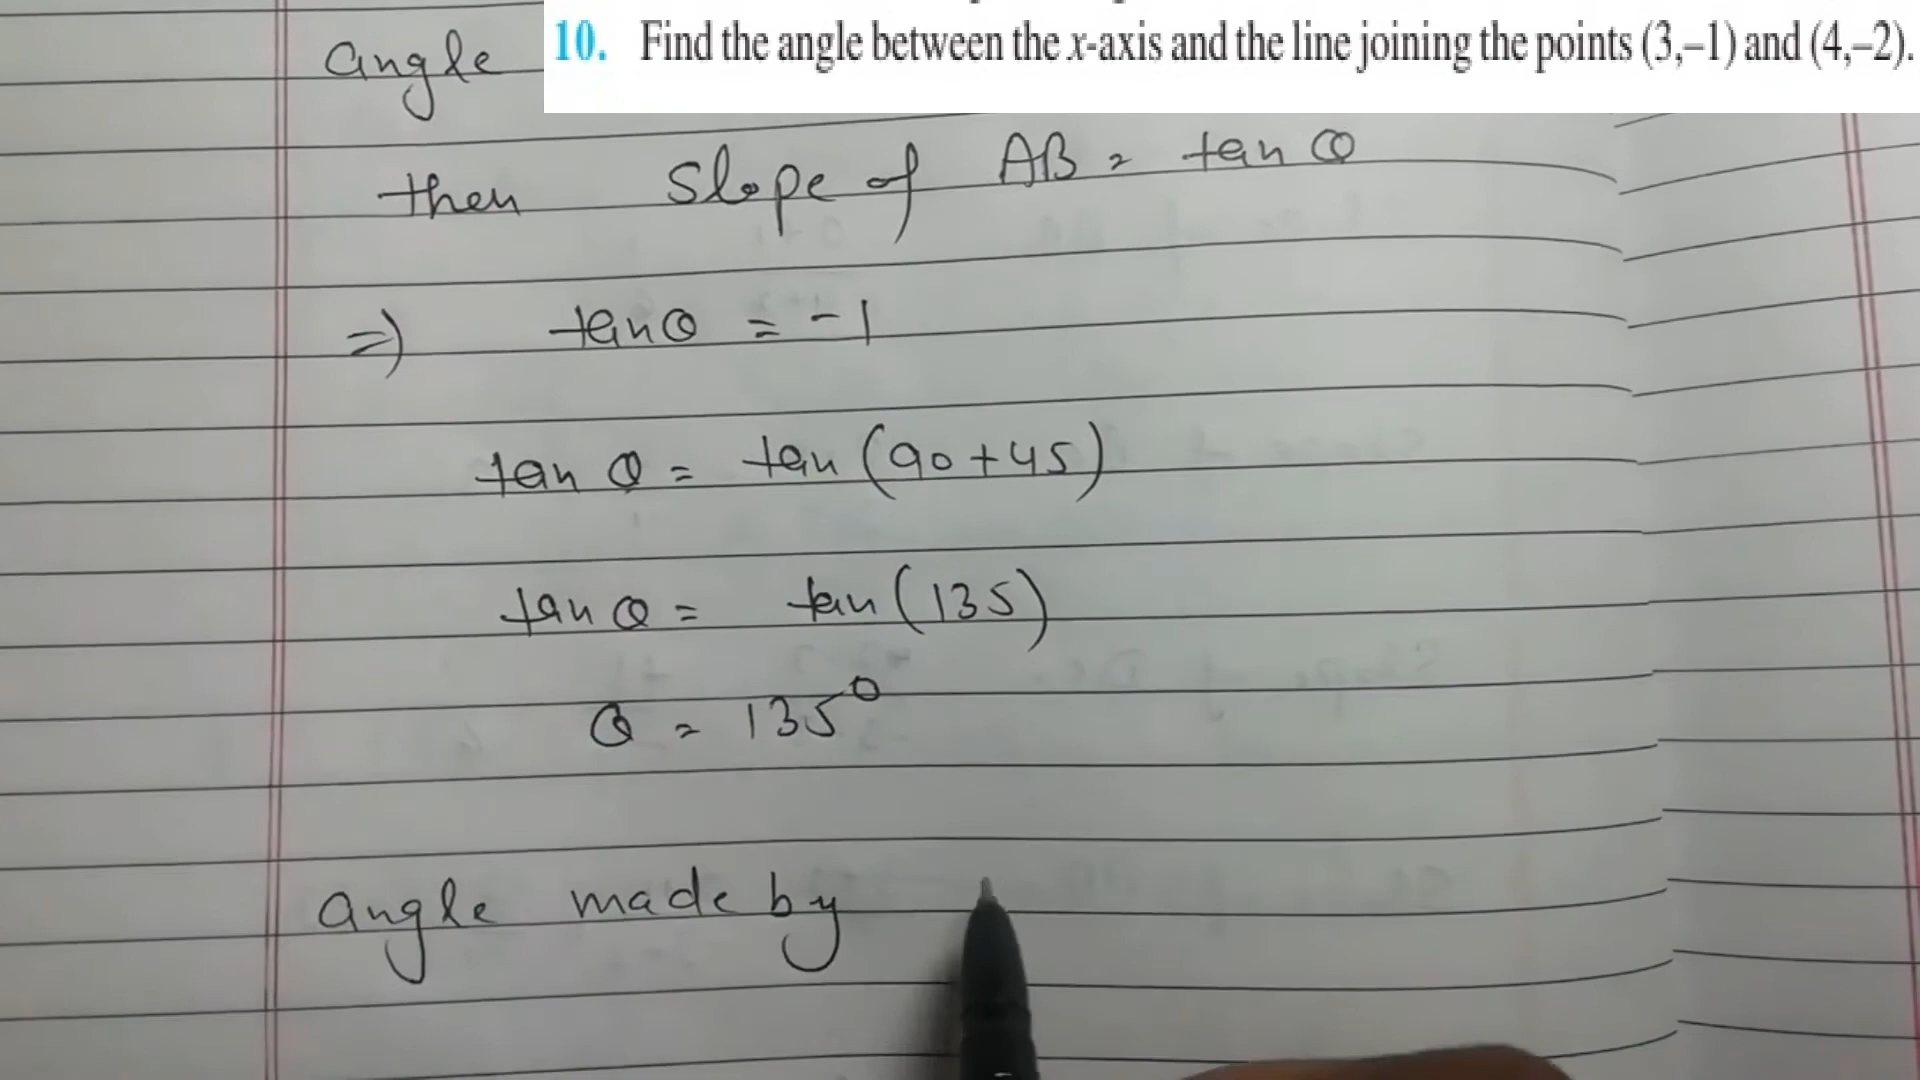 10. Find the angle between the x-axis and the line joining the points (3,–1) and (4,–2).
angle
then slope of AB = tan θ
⇒ tan θ = -1
tan θ = tan (90+45)
tan θ = tan (135)
θ = 135°
angle made by